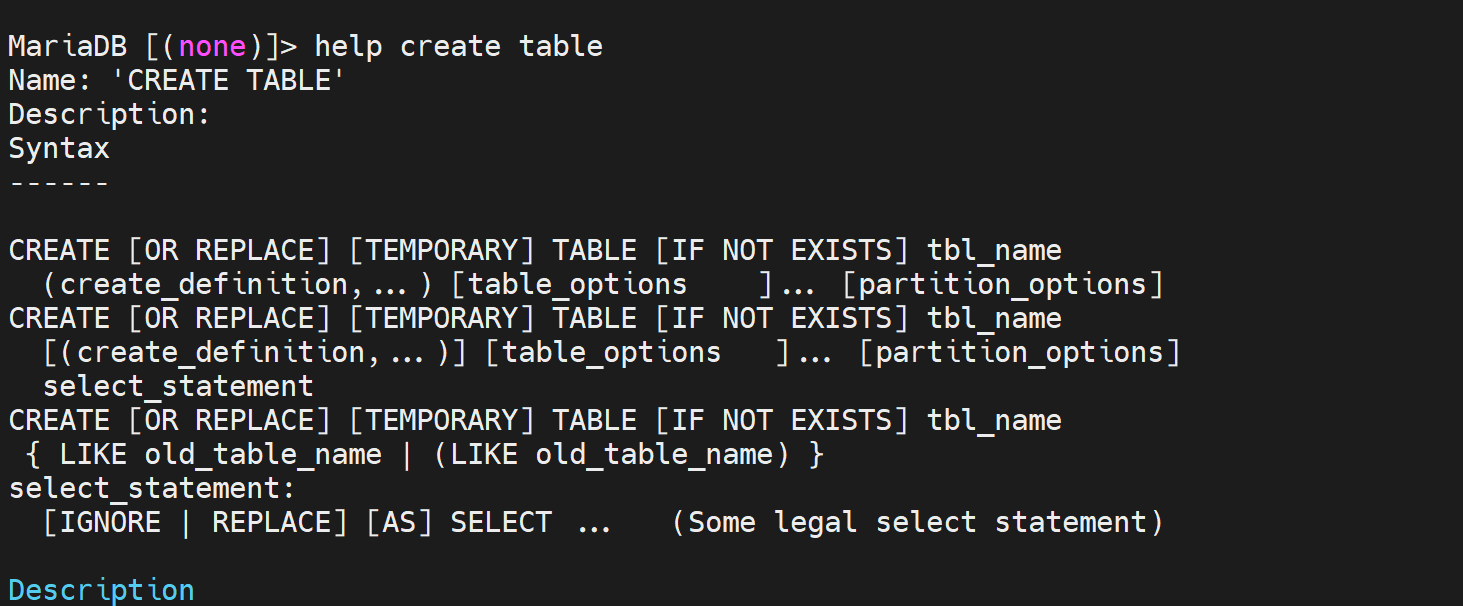 MariaDB [(none)]> help create table
Name: 'CREATE TABLE'
Description:
Syntax
------
CREATE [OR REPLACE] [TEMPORARY] TABLE [IF NOT EXISTS] tbl_name
(create_definition,...) [table_options    ]... [partition_options]
CREATE [OR REPLACE] [TEMPORARY] TABLE [IF NOT EXISTS] tbl_name
[(create_definition,...)] [table_options   ]... [partition_options]
select_statement
CREATE [OR REPLACE] [TEMPORARY] TABLE [IF NOT EXISTS] tbl_name
{ LIKE old_table_name | (LIKE old_table_name) }
select_statement:
[IGNORE | REPLACE] [AS] SELECT ...   (Some legal select statement)
Description